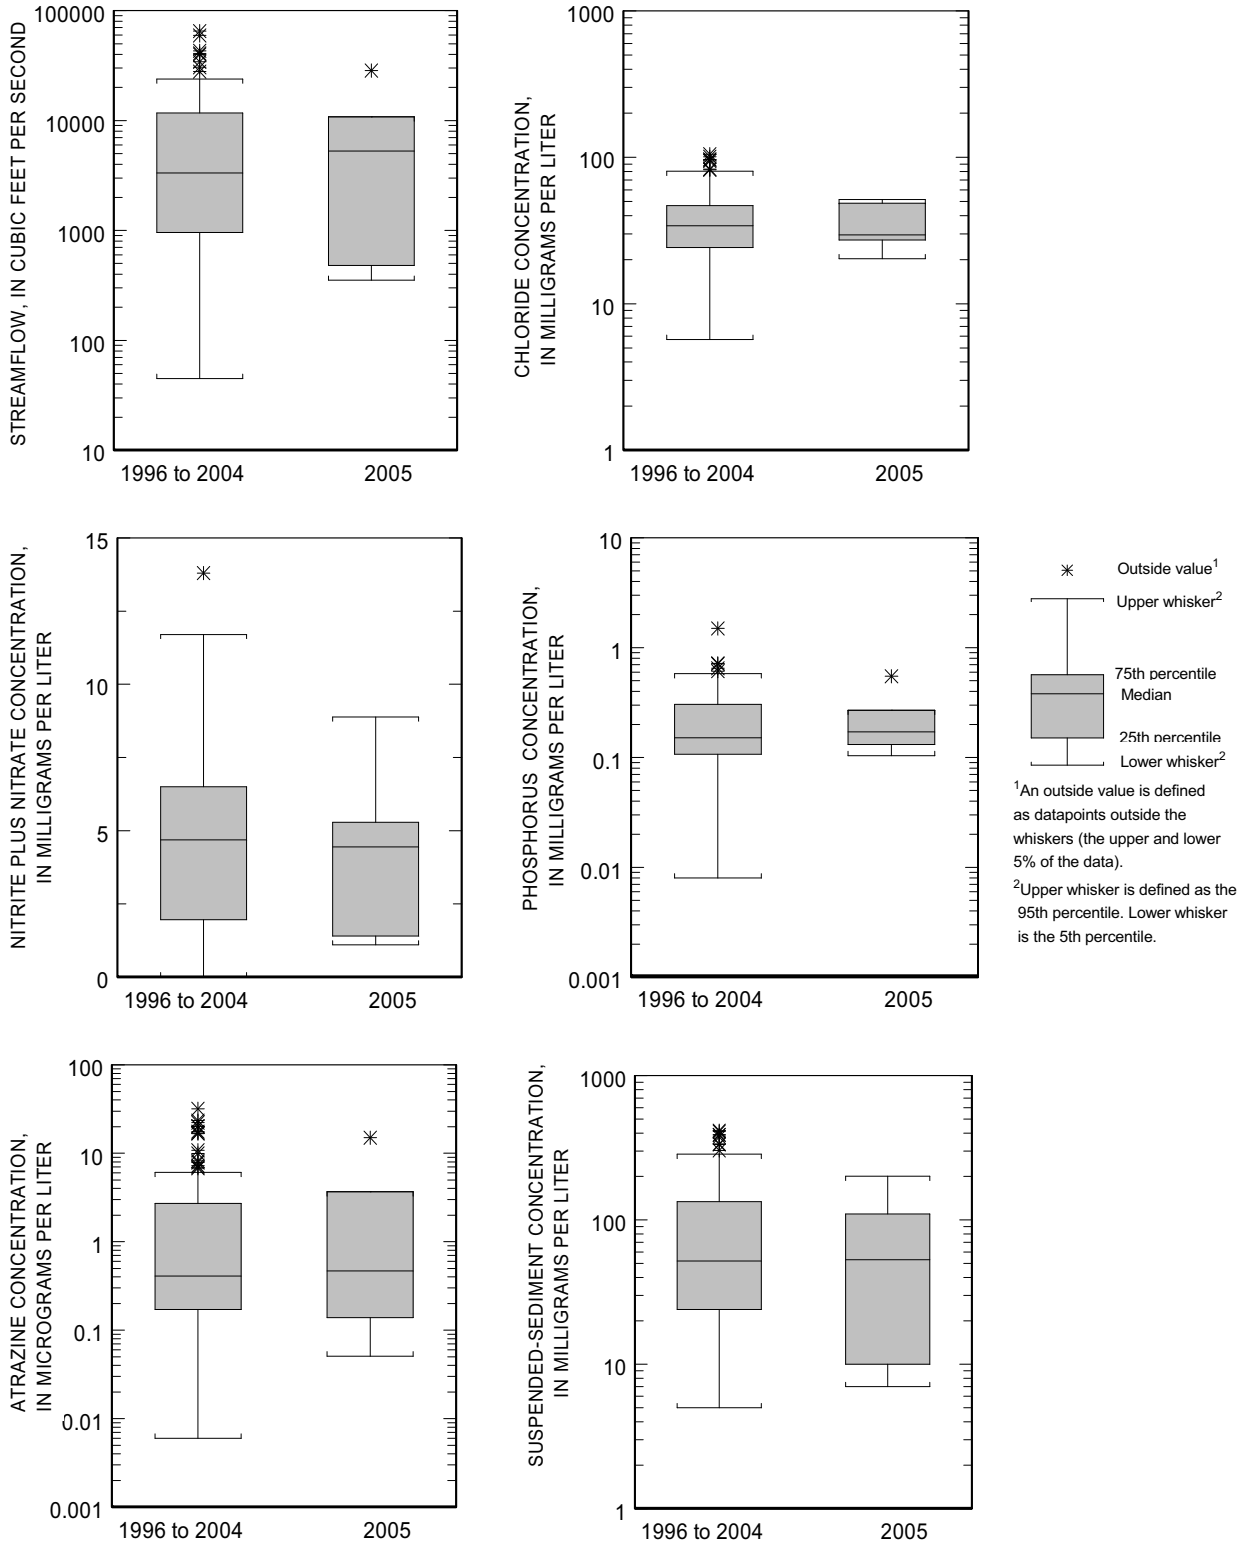 STREAMFLOW, IN CUBIC FEET PER SECOND
100000
10000
1000
100
10
1996 to 2004
2005
CHLORIDE CONCENTRATION,
IN MILLIGRAMS PER LITER
1000
100
10
1
1996 to 2004
2005
NITRITE PLUS NITRATE CONCENTRATION,
IN MILLIGRAMS PER LITER
15
10
5
0
1996 to 2004
2005
PHOSPHORUS CONCENTRATION,
IN MILLIGRAMS PER LITER
10
1
0.1
0.01
0.001
1996 to 2004
2005
Outside value1
Upper whisker2
75th percentile
Median
25th percentile
Lower whisker2
1An outside value is defined
as datapoints outside the
whiskers (the upper and lower
5% of the data).
2Upper whisker is defined as the
95th percentile. Lower whisker
is the 5th percentile.
ATRAZINE CONCENTRATION,
IN MICROGRAMS PER LITER
100
10
1
0.1
0.01
0.001
1996 to 2004
2005
SUSPENDED-SEDIMENT CONCENTRATION,
IN MILLIGRAMS PER LITER
1000
100
10
1
1996 to 2004
2005